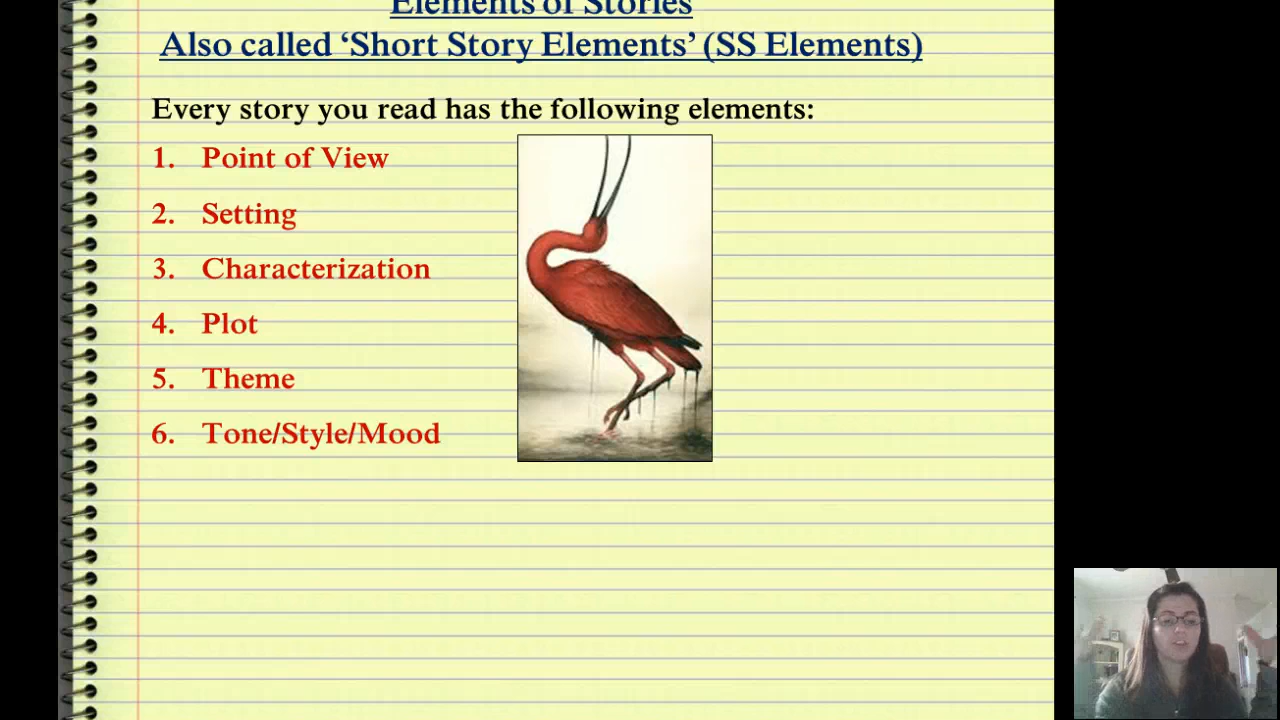 Elements of Stories
Also called ‘Short Story Elements’ (SS Elements)
Every story you read has the following elements:
1. Point of View
2. Setting
3. Characterization
4. Plot
5. Theme
6. Tone/Style/Mood